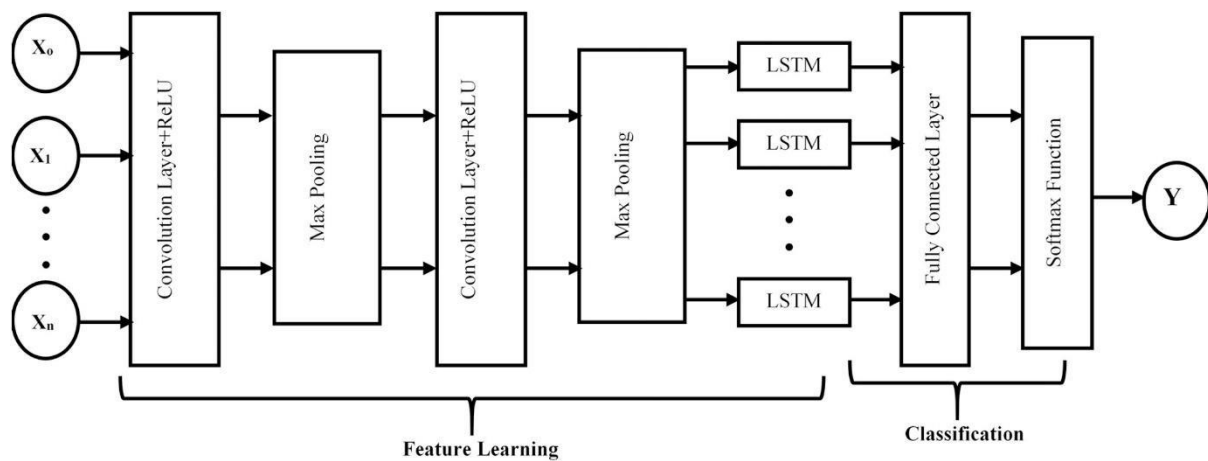 X₀
X₁
Xₙ
Convolution Layer+ReLU
Max Pooling
Convolution Layer+ReLU
Max Pooling
LSTM
LSTM
LSTM
Fully Connected Layer
Softmax Function
Y
Feature Learning
Classification